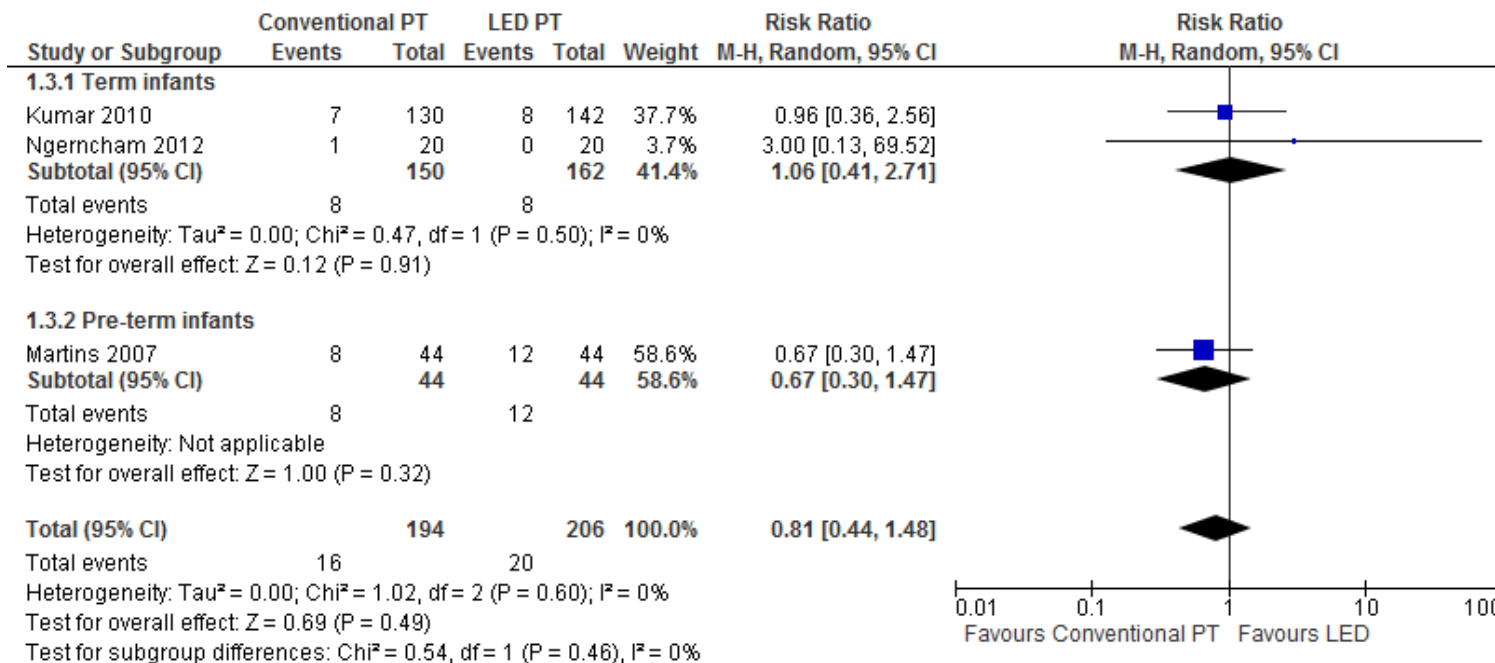 Conventional PT LED PT Risk Ratio Risk Ratio
Study or Subgroup Events Total Events Total Weight M-H, Random, 95% CI M-H, Random, 95% CI
1.3.1 Term infants
Kumar 2010 7 130 8 142 37.7% 0.96 [0.36, 2.56]
Ngerncham 2012 1 20 0 20 3.7% 3.00 [0.13, 69.52]
Subtotal (95% CI) 150 162 41.4% 1.06 [0.41, 2.71]
Total events 8 8
Heterogeneity: Tau² = 0.00; Chi² = 0.47, df = 1 (P = 0.50); I² = 0%
Test for overall effect: Z = 0.12 (P = 0.91)
1.3.2 Pre-term infants
Martins 2007 8 44 12 44 58.6% 0.67 [0.30, 1.47]
Subtotal (95% CI) 44 44 58.6% 0.67 [0.30, 1.47]
Total events 8 12
Heterogeneity: Not applicable
Test for overall effect: Z = 1.00 (P = 0.32)
Total (95% CI) 194 206 100.0% 0.81 [0.44, 1.48]
Total events 16 20
Heterogeneity: Tau² = 0.00; Chi² = 1.02, df = 2 (P = 0.60); I² = 0%
Test for overall effect: Z = 0.69 (P = 0.49)
Test for subgroup differences: Chi² = 0.54, df = 1 (P = 0.46), I² = 0%
0.01 0.1 1 10 100
Favours Conventional PT Favours LED